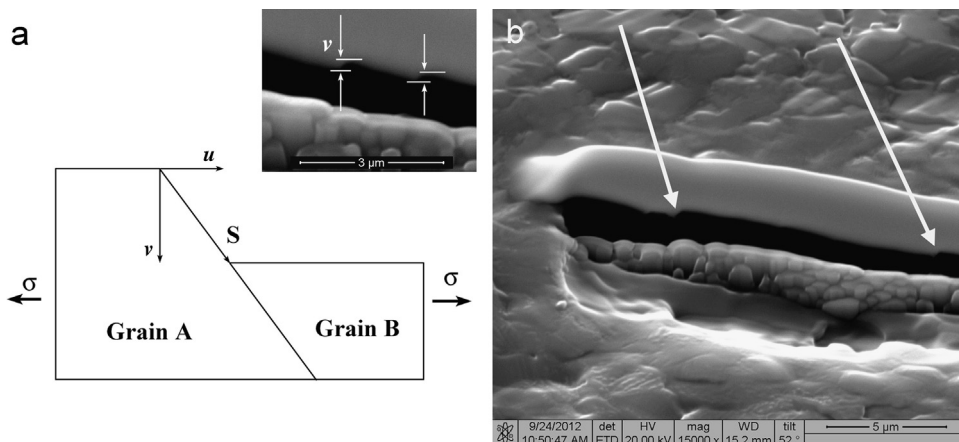 a
v
3 μm
u
v
S
σ
σ
Grain A
Grain B
b
9/24/2012 det HV mag WD tilt 5 μm
10:50:47 AM ETD 20.00 kV 15000 x 15.2 mm 52 °